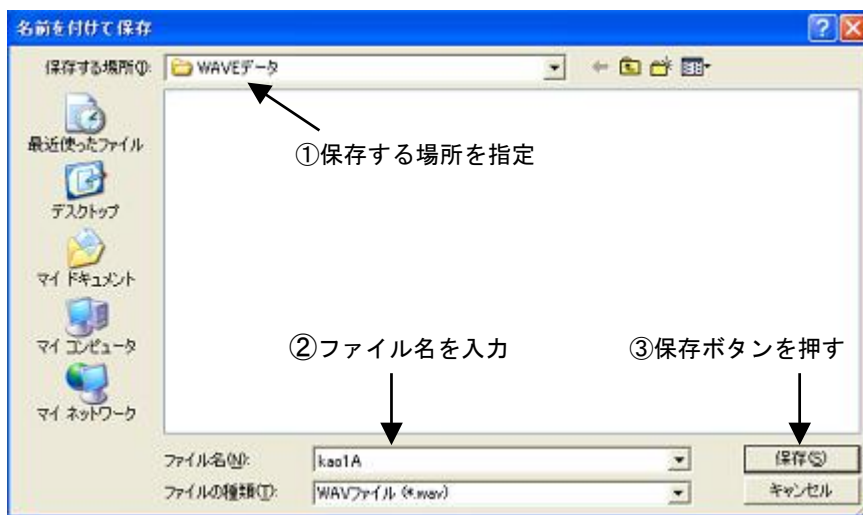 名前を付けて保存
保存する場所(I):
WAVEデータ
①保存する場所を指定
最近使ったファイル
デスクトップ
マイ ドキュメント
マイ コンピュータ
マイ ネットワーク
②ファイル名を入力
③保存ボタンを押す
ファイル名(N):
kao1A
保存(S)
ファイルの種類(T):
WAVファイル (*.wav)
キャンセル